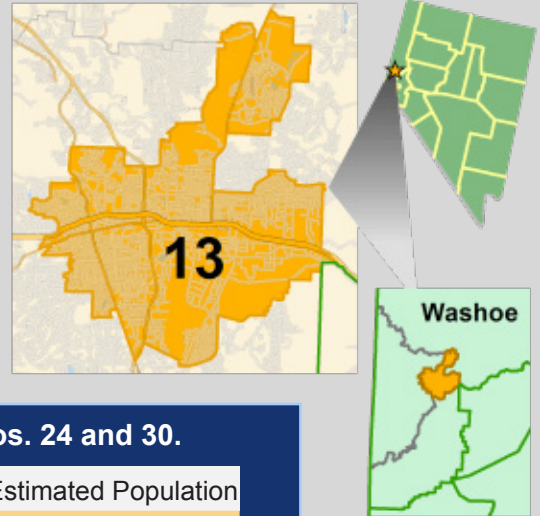 13
Washoe
os. 24 and 30.
Estimated Population